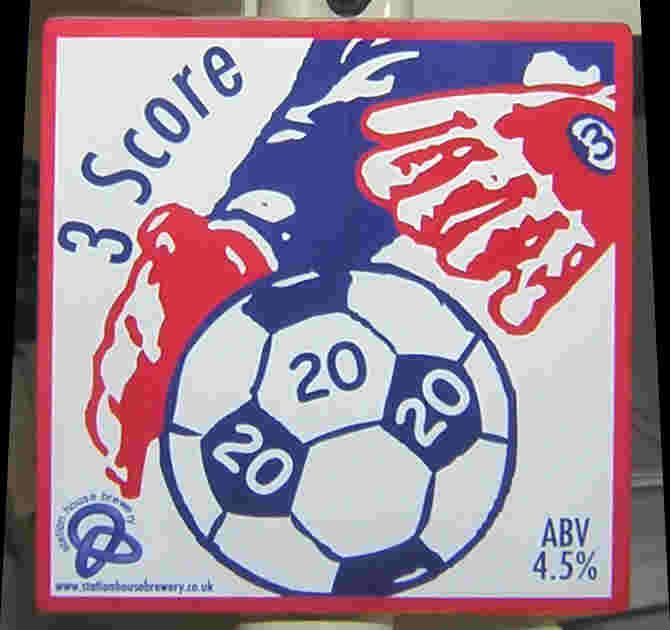 3 Score
3
20
20
20
station house brewery
www.stationhousebrewery.co.uk
ABV
4.5%